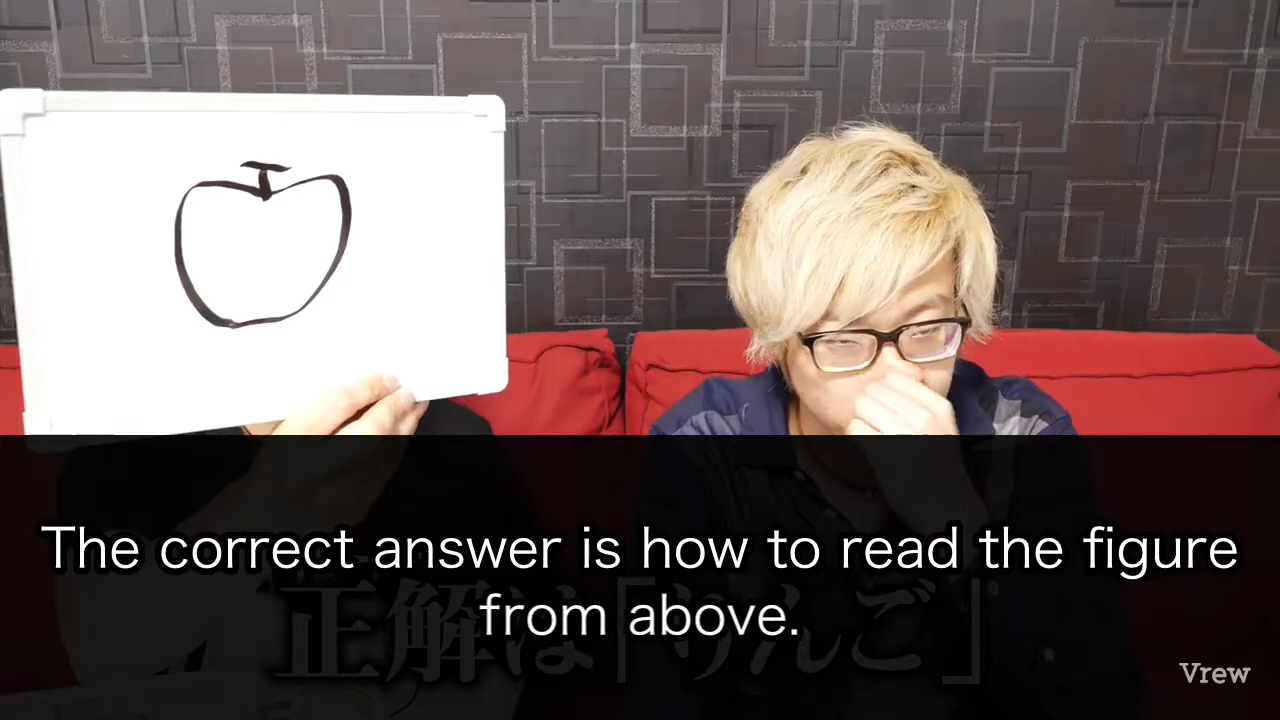 The correct answer is how to read the figure
from above.
正解は「りんご」
Vrew